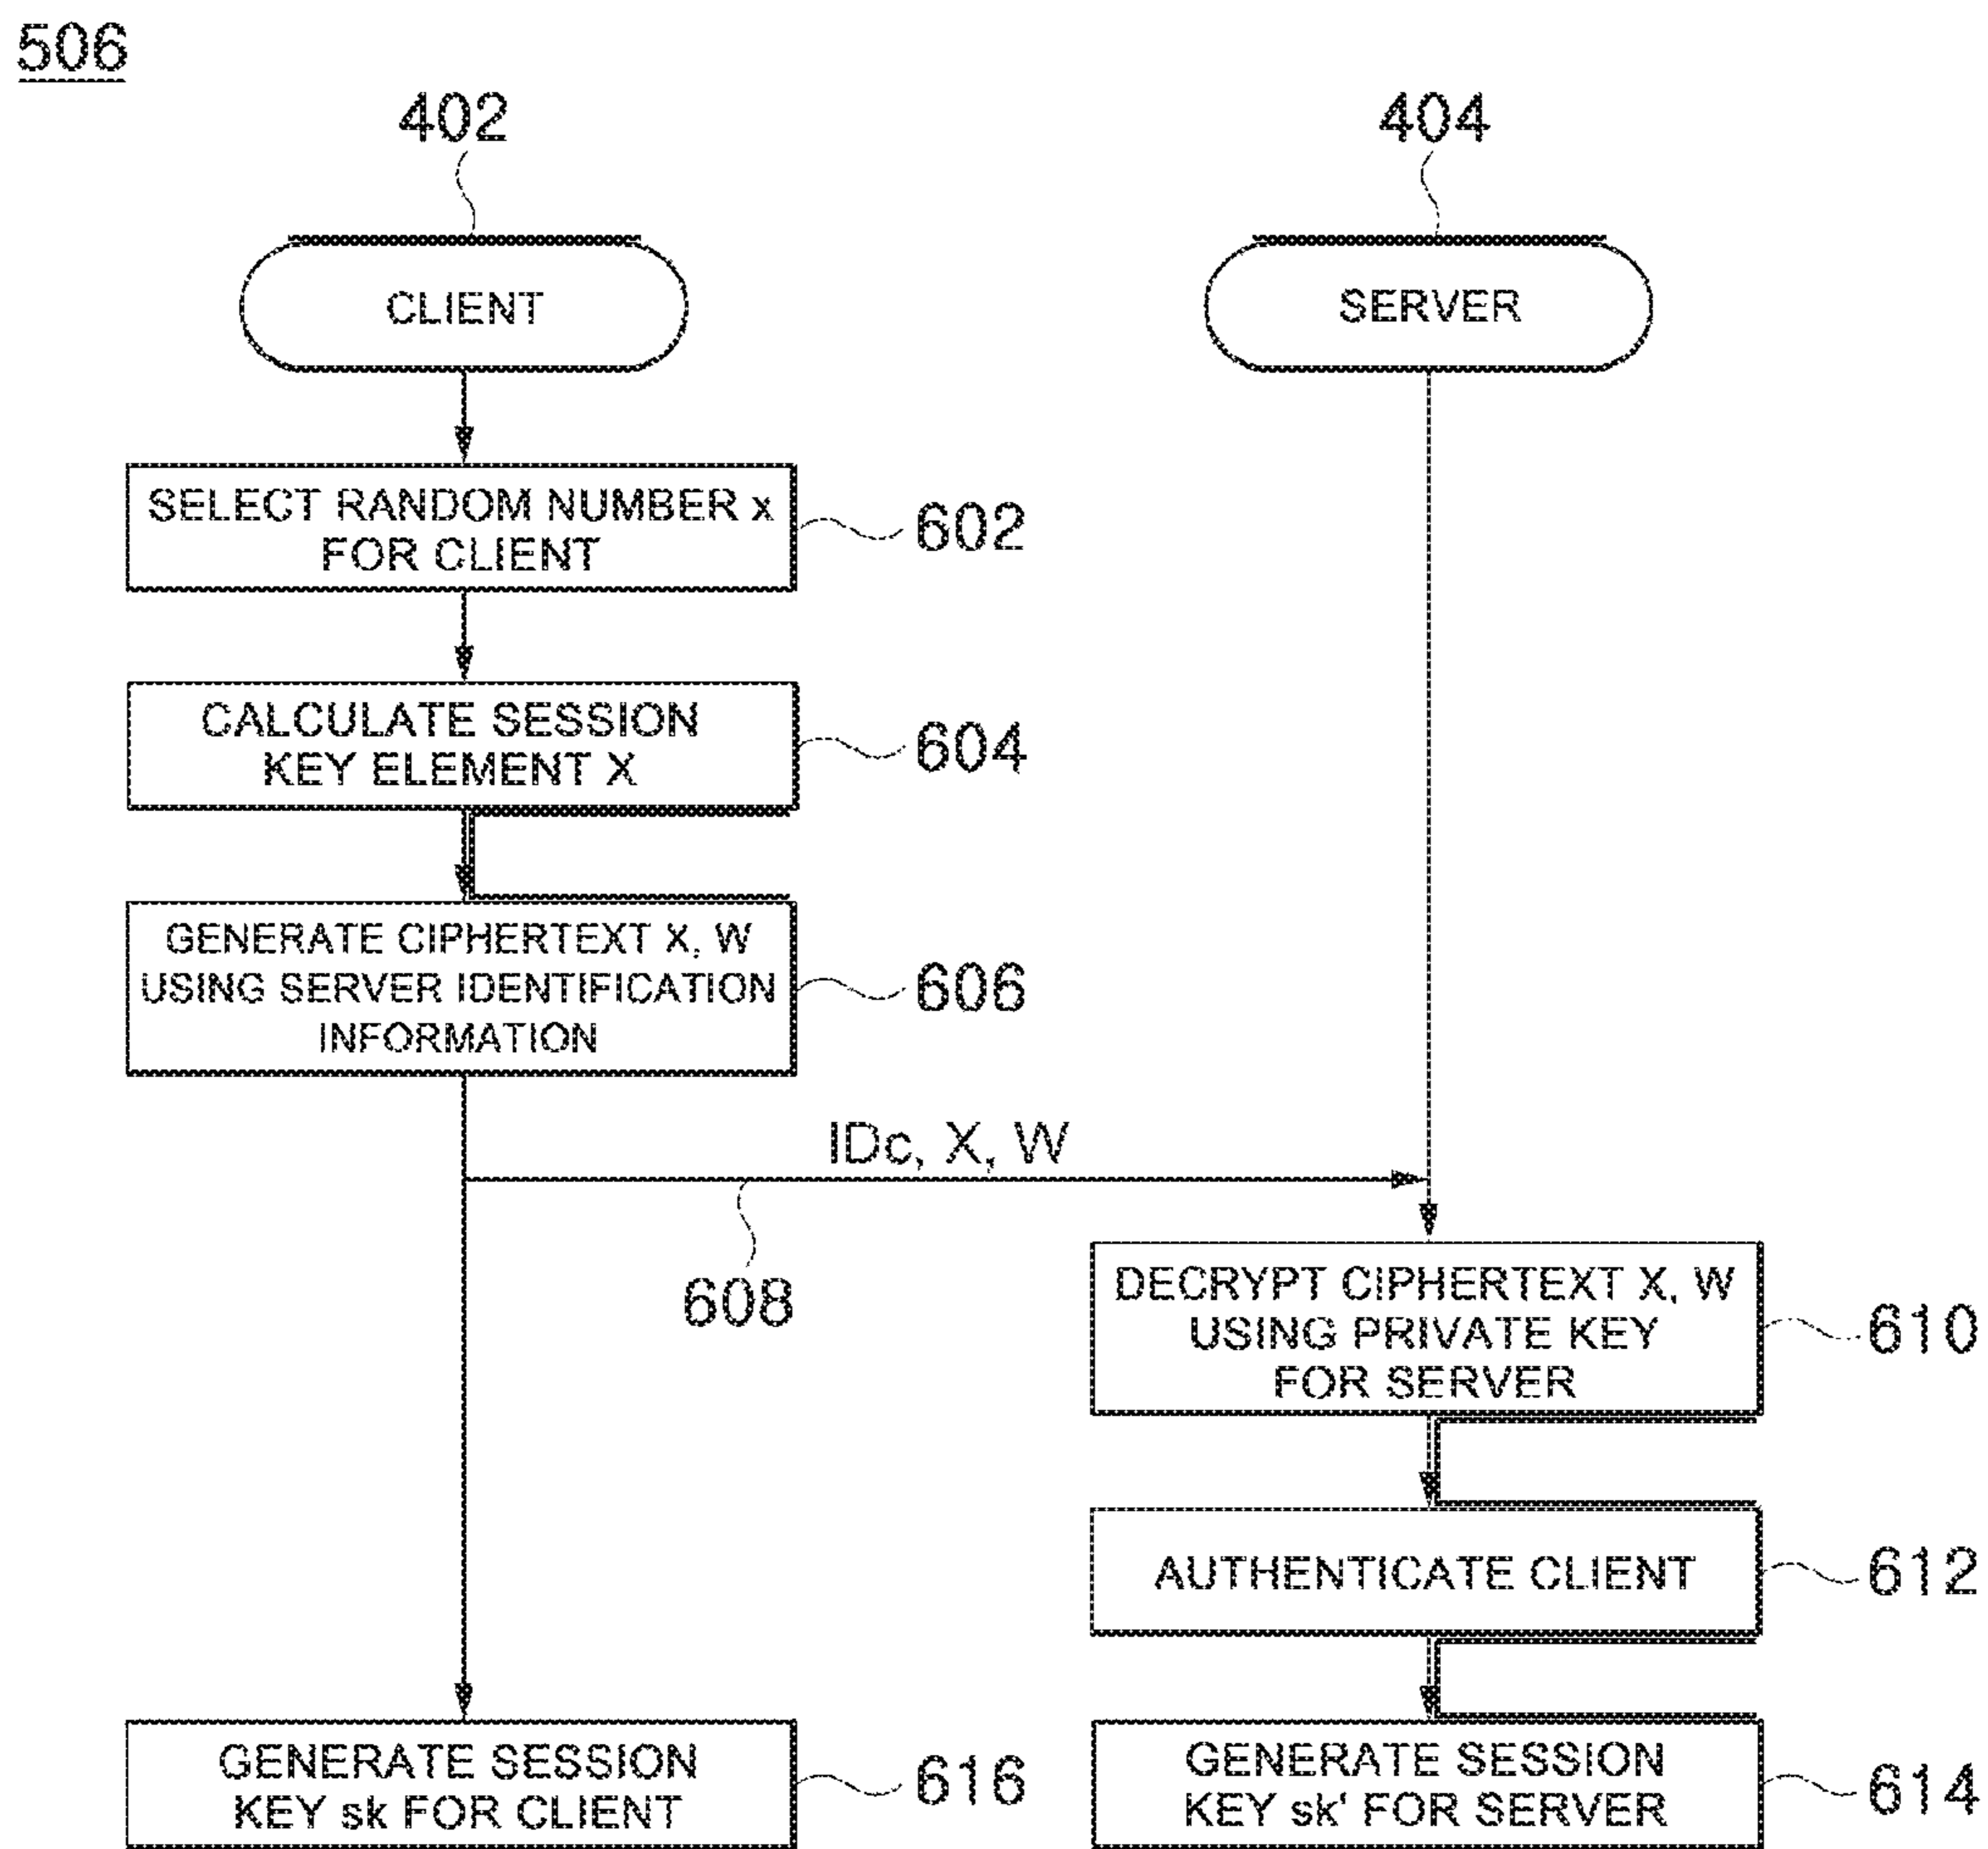 506
402
404
CLIENT
SERVER
SELECT RANDOM NUMBER x
FOR CLIENT
602
CALCULATE SESSION
KEY ELEMENT X
604
GENERATE CIPHERTEXT X, W
USING SERVER IDENTIFICATION
INFORMATION
606
IDc, X, W
608
DECRYPT CIPHERTEXT X, W
USING PRIVATE KEY
FOR SERVER
610
AUTHENTICATE CLIENT
612
GENERATE SESSION
KEY sk FOR CLIENT
616
GENERATE SESSION
KEY sk' FOR SERVER
614